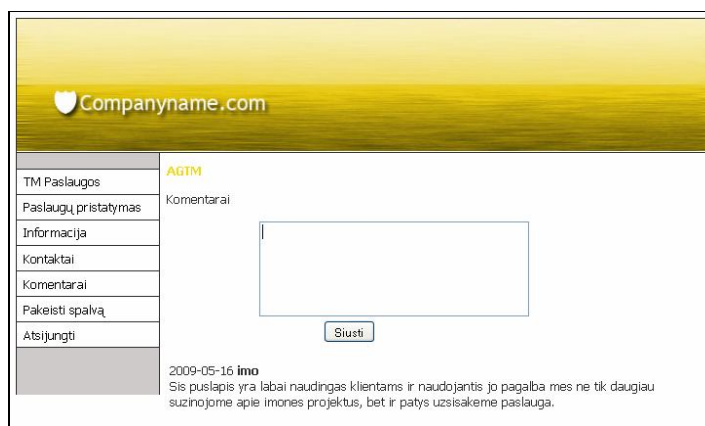 Companyname.com
TM Paslaugos
Paslaugų pristatymas
Informacija
Kontaktai
Komentarai
Pakeisti spalvą
Atsijungti
AGTM
Komentarai
Siusti
2009-05-16 imo
Sis puslapis yra labai naudingas klientams ir naudojantis jo pagalba mes ne tik daugiau
suzinojome apie imones projektus, bet ir patys uzsisakeme paslauga.